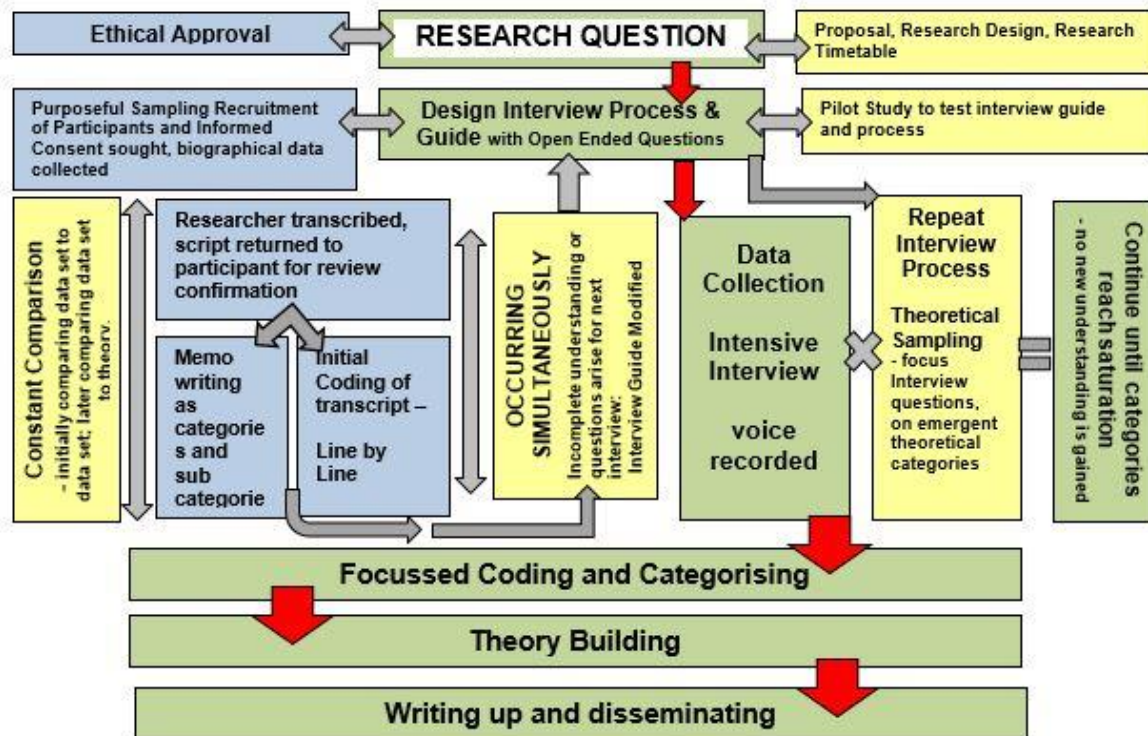 Ethical Approval
RESEARCH QUESTION
Proposal, Research Design, Research
Timetable
Purposeful Sampling Recruitment
of Participants and Informed
Consent sought, biographical data
collected
Design Interview Process &
Guide with Open Ended Questions
Pilot Study to test interview guide
and process
Constant Comparison
- initially comparing data set to
data set; later comparing data set
to theory.
Researcher transcribed,
script returned to
participant for review
confirmation
Memo
writing
as
categorie
s and
sub
categorie
Initial
Coding of
transcript –
Line by
Line
OCCURRING
SIMULTANEOUSLY
Incomplete understanding or
questions arise for next
interview:
Interview Guide Modified
Data
Collection
Intensive
Interview
voice
recorded
Repeat
Interview
Process
Theoretical
Sampling
- focus
Interview
questions,
on emergent
theoretical
categories
Continue until categories
reach saturation
- no new understanding is gained
Focussed Coding and Categorising
Theory Building
Writing up and disseminating